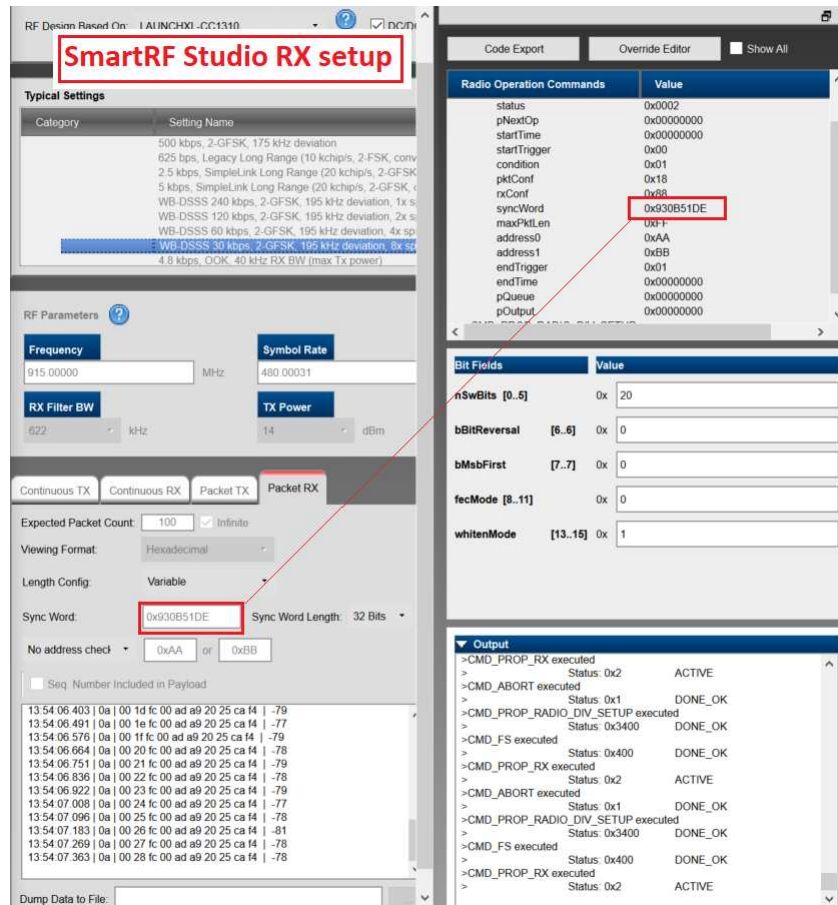 RF Design Based On: LAUNCHXL-CC1310
SmartRF Studio RX setup
Typical Settings
Category Setting Name
500 kbps, 2-GFSK, 175 kHz deviation
625 bps, Legacy Long Range (10 kchip/s, 2-FSK, conv
2.5 kbps, SimpleLink Long Range (20 kchip/s, 2-GFSK
5 kbps, SimpleLink Long Range (20 kchip/s, 2-GFSK,
WB-DSSS 240 kbps, 2-GFSK, 195 kHz deviation, 1x s
WB-DSSS 120 kbps, 2-GFSK, 195 kHz deviation, 2x s
WB-DSSS 60 kbps, 2-GFSK, 195 kHz deviation, 4x sp
WB-DSSS 30 kbps, 2-GFSK, 195 kHz deviation, 8x sp
4.8 kbps, OOK, 40 kHz RX BW (max Tx power)
RF Parameters ?
Frequency Symbol Rate
915.00000 MHz 480.00031
RX Filter BW TX Power
622 kHz 14 dBm
Continuous TX Continuous RX Packet TX Packet RX
Expected Packet Count: 100 Infinite
Viewing Format: Hexadecimal
Length Config: Variable
Sync Word: 0x930B51DE Sync Word Length: 32 Bits
No address check 0xAA or 0xBB
Seq. Number Included in Payload
13:54:06.403 | 0a | 00 1d fc 00 ad a9 20 25 ca f4 | -79
13:54:06.491 | 0a | 00 1e fc 00 ad a9 20 25 ca f4 | -77
13:54:06.576 | 0a | 00 1f fc 00 ad a9 20 25 ca f4 | -79
13:54:06.664 | 0a | 00 20 fc 00 ad a9 20 25 ca f4 | -78
13:54:06.751 | 0a | 00 21 fc 00 ad a9 20 25 ca f4 | -79
13:54:06.836 | 0a | 00 22 fc 00 ad a9 20 25 ca f4 | -78
13:54:06.922 | 0a | 00 23 fc 00 ad a9 20 25 ca f4 | -79
13:54:07.008 | 0a | 00 24 fc 00 ad a9 20 25 ca f4 | -77
13:54:07.096 | 0a | 00 25 fc 00 ad a9 20 25 ca f4 | -78
13:54:07.183 | 0a | 00 26 fc 00 ad a9 20 25 ca f4 | -81
13:54:07.269 | 0a | 00 27 fc 00 ad a9 20 25 ca f4 | -78
13:54:07.363 | 0a | 00 28 fc 00 ad a9 20 25 ca f4 | -78
Dump Data to File:
Code Export Override Editor Show All
Radio Operation Commands Value
status 0x0002
pNextOp 0x00000000
startTime 0x00000000
startTrigger 0x00
condition 0x01
pktConf 0x18
rxConf 0x88
syncWord 0x930B51DE
maxPktLen 0xFF
address0 0xAA
address1 0xBB
endTrigger 0x01
endTime 0x00000000
pQueue 0x00000000
pOutput 0x00000000
Bit Fields Value
nSwBits [0..5] 0x 20
bBitReversal [6..6] 0x 0
bMsbFirst [7..7] 0x 0
fecMode [8..11] 0x 0
whitenMode [13..15] 0x 1
Output
>CMD_PROP_RX executed
> Status: 0x2 ACTIVE
>CMD_ABORT executed
> Status: 0x1 DONE_OK
>CMD_PROP_RADIO_DIV_SETUP executed
> Status: 0x3400 DONE_OK
>CMD_FS executed
> Status: 0x400 DONE_OK
>CMD_PROP_RX executed
> Status: 0x2 ACTIVE
>CMD_ABORT executed
> Status: 0x1 DONE_OK
>CMD_PROP_RADIO_DIV_SETUP executed
> Status: 0x3400 DONE_OK
>CMD_FS executed
> Status: 0x400 DONE_OK
>CMD_PROP_RX executed
> Status: 0x2 ACTIVE